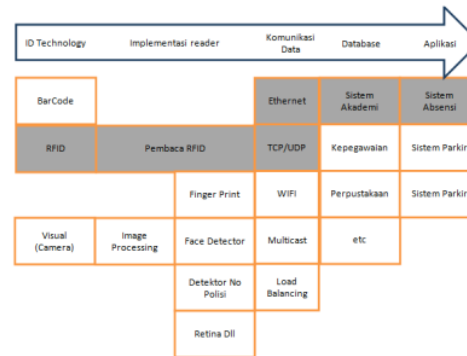 ID Technology
Implementasi reader
Komunikasi
Data
Database
Aplikasi
BarCode
Ethernet
Sistem
Akademi
Sistem
Absensi
RFID
Pembaca RFID
TCP/UDP
Kepegawaian
Sistem Parkir
Finger Print
WIFI
Perpustakaan
Sistem Parkir
Visual
(Camera)
Image
Processing
Face Detector
Multicast
etc
Detektor No
Polisi
Load
Balancing
Retina Dll